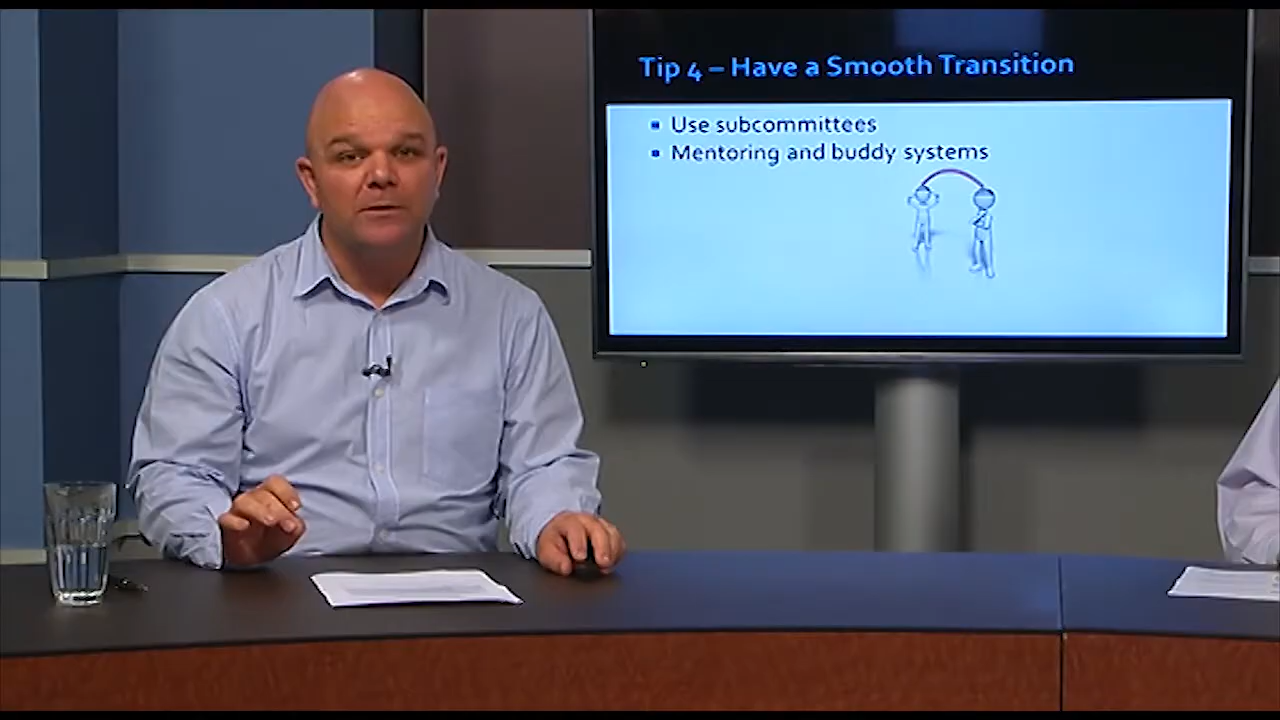 Tip 4 – Have a Smooth Transition
▪ Use subcommittees
▪ Mentoring and buddy systems